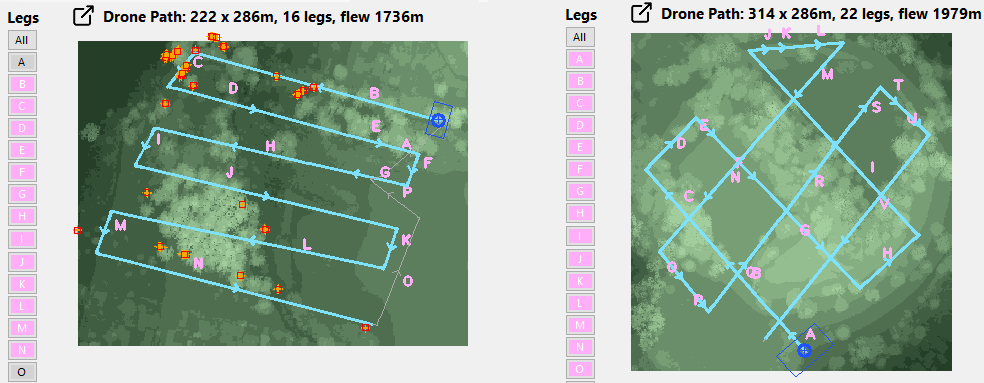 Legs
Drone Path: 222 x 286m, 16 legs, flew 1736m
All
A
B
C
D
E
F
G
H
I
J
K
L
M
N
O
C
D
B
E
A
F
G
P
H
I
J
K
L
M
N
O
Legs
Drone Path: 314 x 286m, 22 legs, flew 1979m
All
A
B
C
D
E
F
G
H
I
J
K
L
M
N
O
J K L
M
T
S
U
E
D
F
N
I
R
C
V
G
H
O
Q
B
P
A